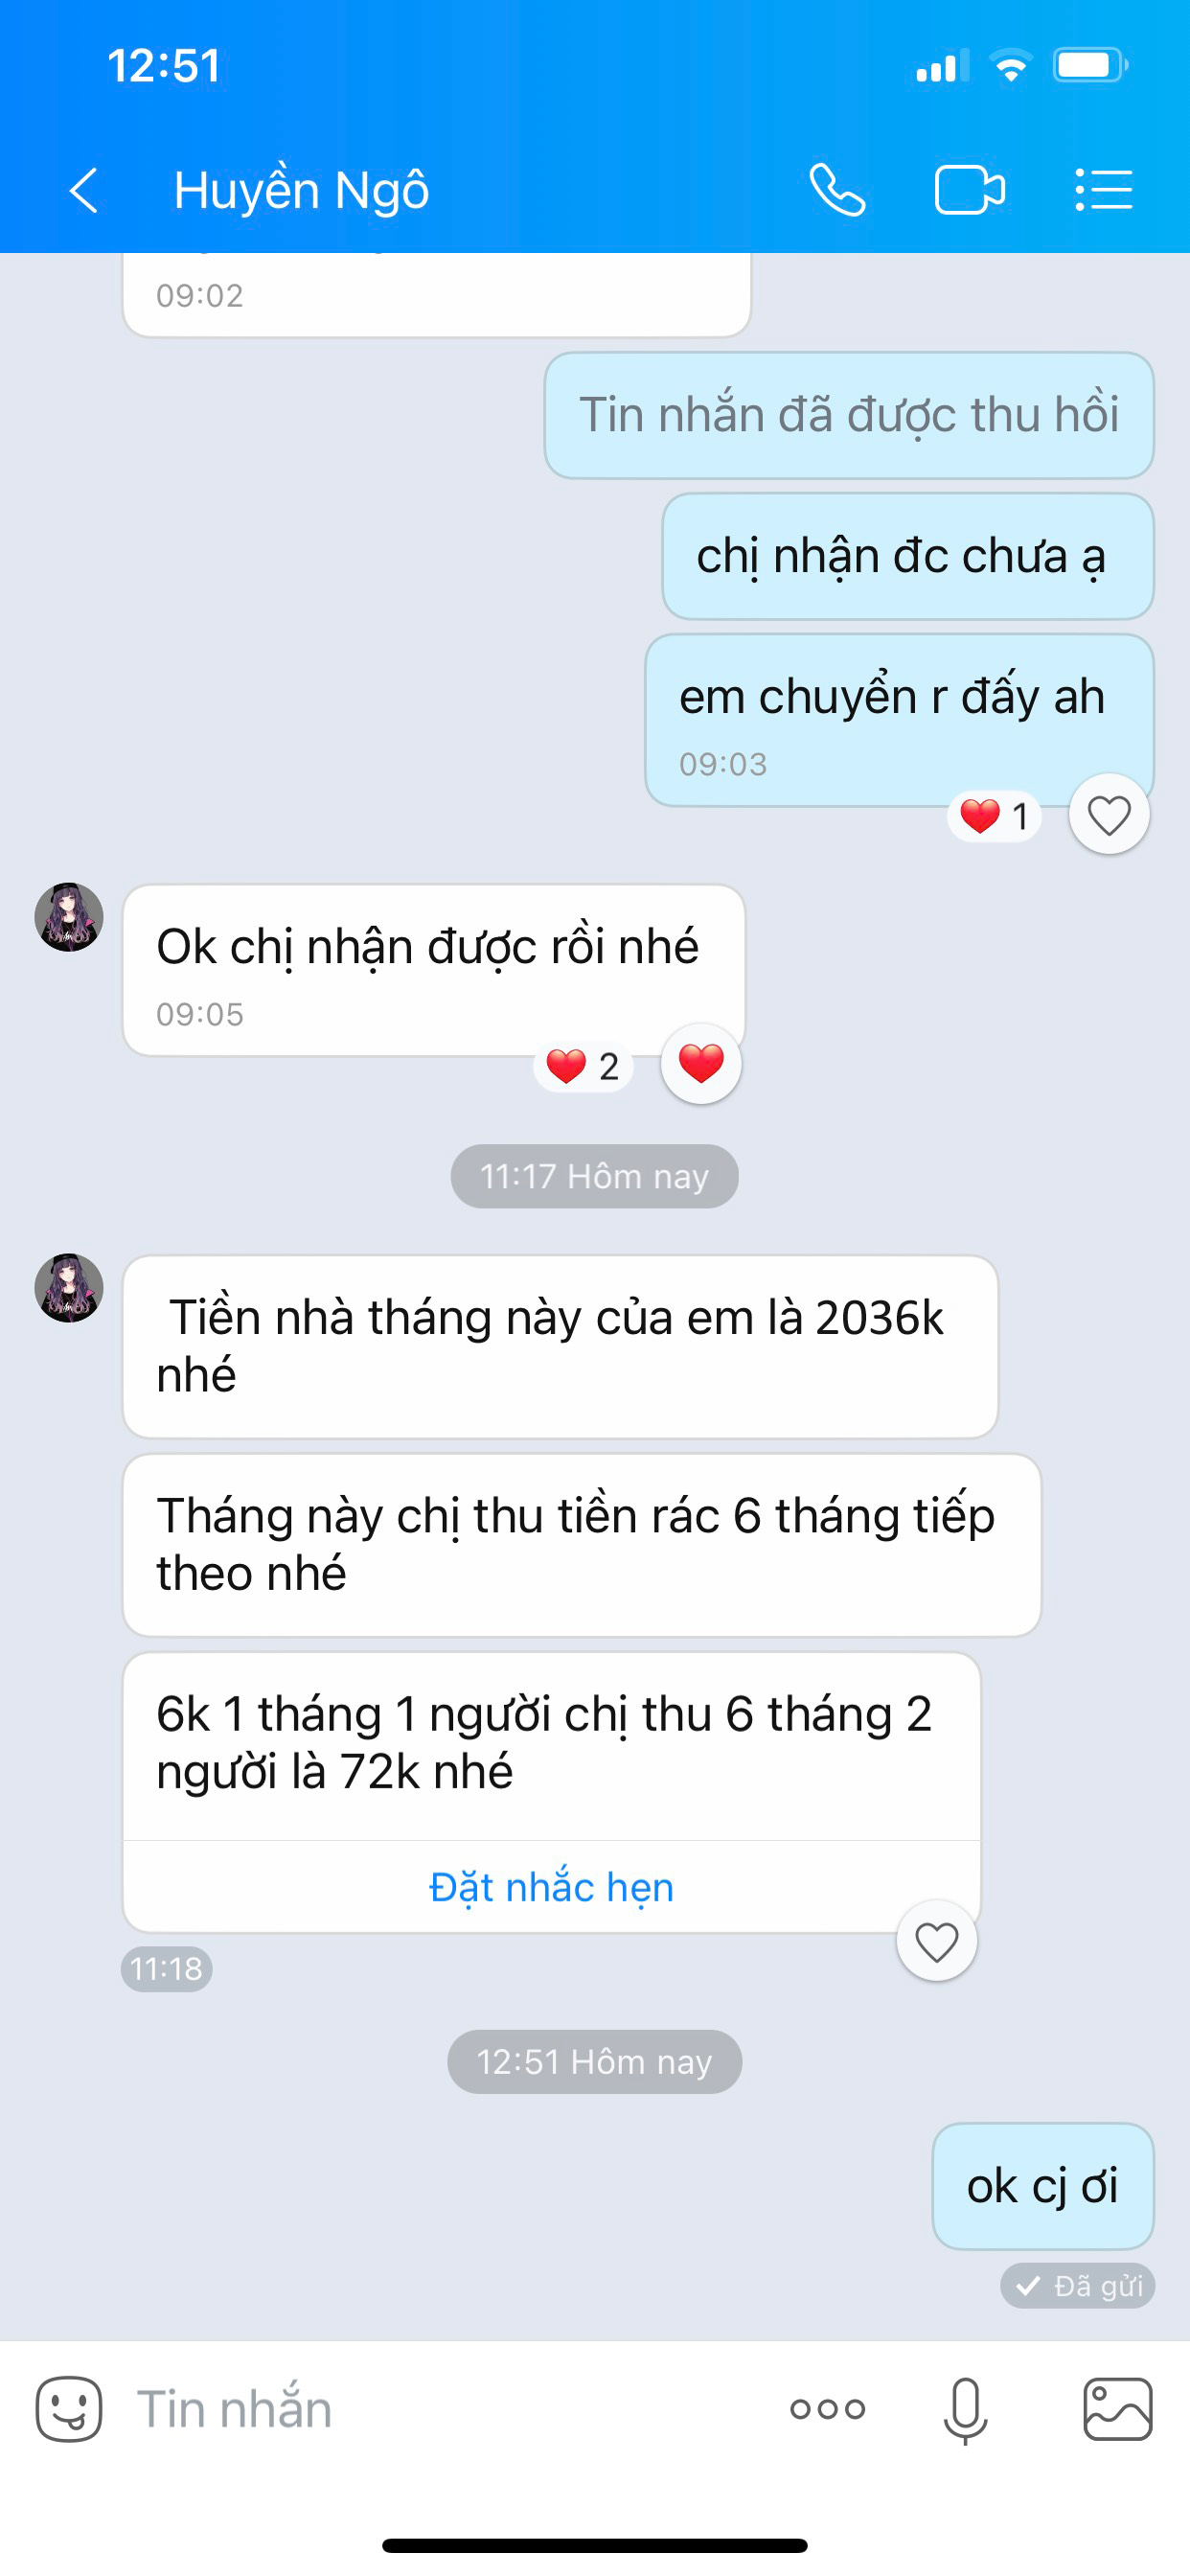 12:51
Huyền Ngô
09:02
Tin nhắn đã được thu hồi
chị nhận đc chưa ạ
em chuyển r đấy ah
09:03
1
Ok chị nhận được rồi nhé
09:05
2
11:17 Hôm nay
Tiền nhà tháng này của em là 2036k
nhé
Tháng này chị thu tiền rác 6 tháng tiếp
theo nhé
6k 1 tháng 1 người chị thu 6 tháng 2
người là 72k nhé
Đặt nhắc hẹn
11:18
12:51 Hôm nay
ok cj ơi
Đã gửi
Tin nhắn